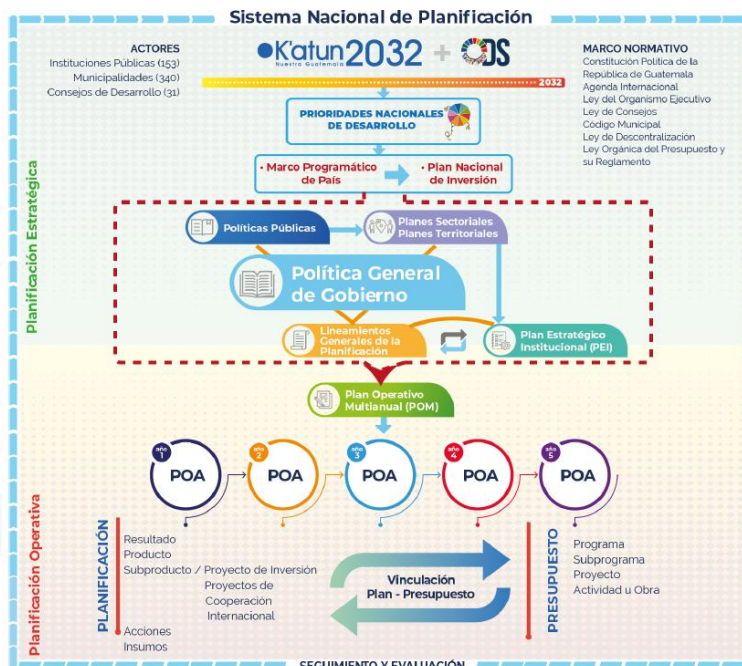 Sistema Nacional de Planificación
ACTORES
Instituciones Públicas (153)
Municipalidades (340)
Consejos de Desarrollo (31)
K'atun 2032 + ODS
Nuestra Guatemala
2032
MARCO NORMATIVO
Constitución Política de la
República de Guatemala
Agenda Internacional
Ley del Organismo Ejecutivo
Ley de Consejos
Código Municipal
Ley de Descentralización
Ley Orgánica del Presupuesto y
su Reglamento
PRIORIDADES NACIONALES
DE DESARROLLO
• Marco Programático
de País
• Plan Nacional
de Inversión
Planificación Estratégica
Políticas Públicas
Planes Sectoriales
Planes Territoriales
Política General
de Gobierno
Lineamientos
Generales de la
Planificación
Plan Estratégico
Institucional (PEI)
Plan Operativo
Multianual (POM)
Planificación Operativa
año
1
POA
año
2
POA
año
3
POA
año
4
POA
año
5
POA
PLANIFICACIÓN
Resultado
Producto
Subproducto / Proyecto de Inversión
Proyectos de
Cooperación
Internacional
Acciones
Insumos
Vinculación
Plan - Presupuesto
PRESUPUESTO
Programa
Subprograma
Proyecto
Actividad u Obra
SEGUIMIENTO Y EVALUACIÓN